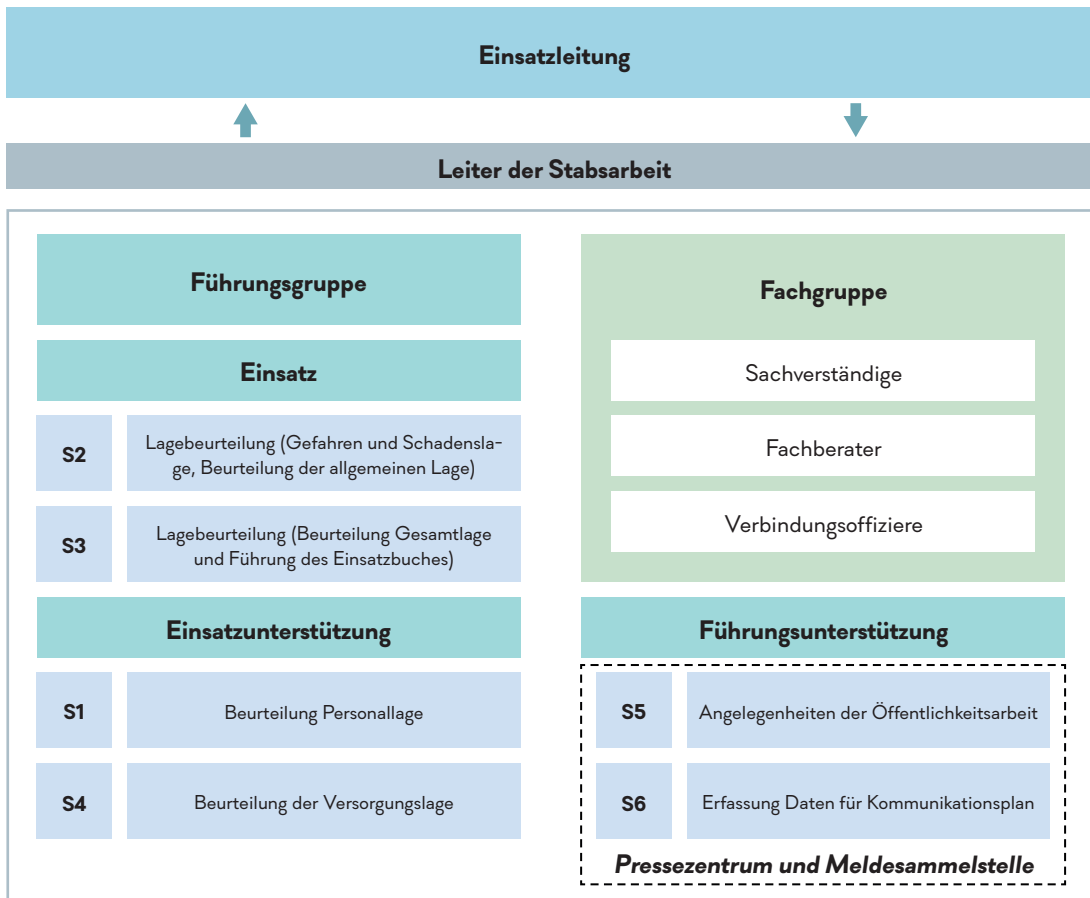 Einsatzleitung
Leiter der Stabsarbeit
Führungsgruppe
Einsatz
S2
Lagebeurteilung (Gefahren und Schadensla-
ge, Beurteilung der allgemeinen Lage)
S3
Lagebeurteilung (Beurteilung Gesamtlage
und Führung des Einsatzbuches)
Einsatzunterstützung
S1
Beurteilung Personallage
S4
Beurteilung der Versorgungslage
Fachgruppe
Sachverständige
Fachberater
Verbindungsoffiziere
Führungsunterstützung
S5
Angelegenheiten der Öffentlichkeitsarbeit
S6
Erfassung Daten für Kommunikationsplan
Pressezentrum und Meldesammelstelle